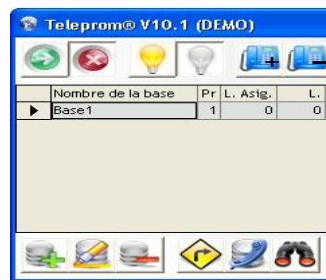 Teleprom® V10.1 (DEMO)
Nombre de la base Pr L. Asig. L.
Base1 1 0 0